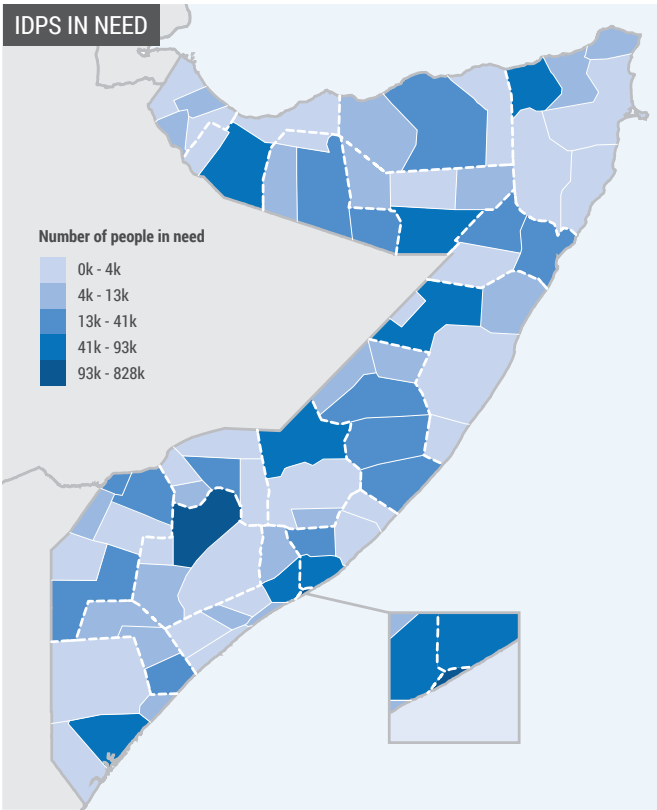 IDPS IN NEED
Number of people in need
0k - 4k
4k - 13k
13k - 41k
41k - 93k
93k - 828k